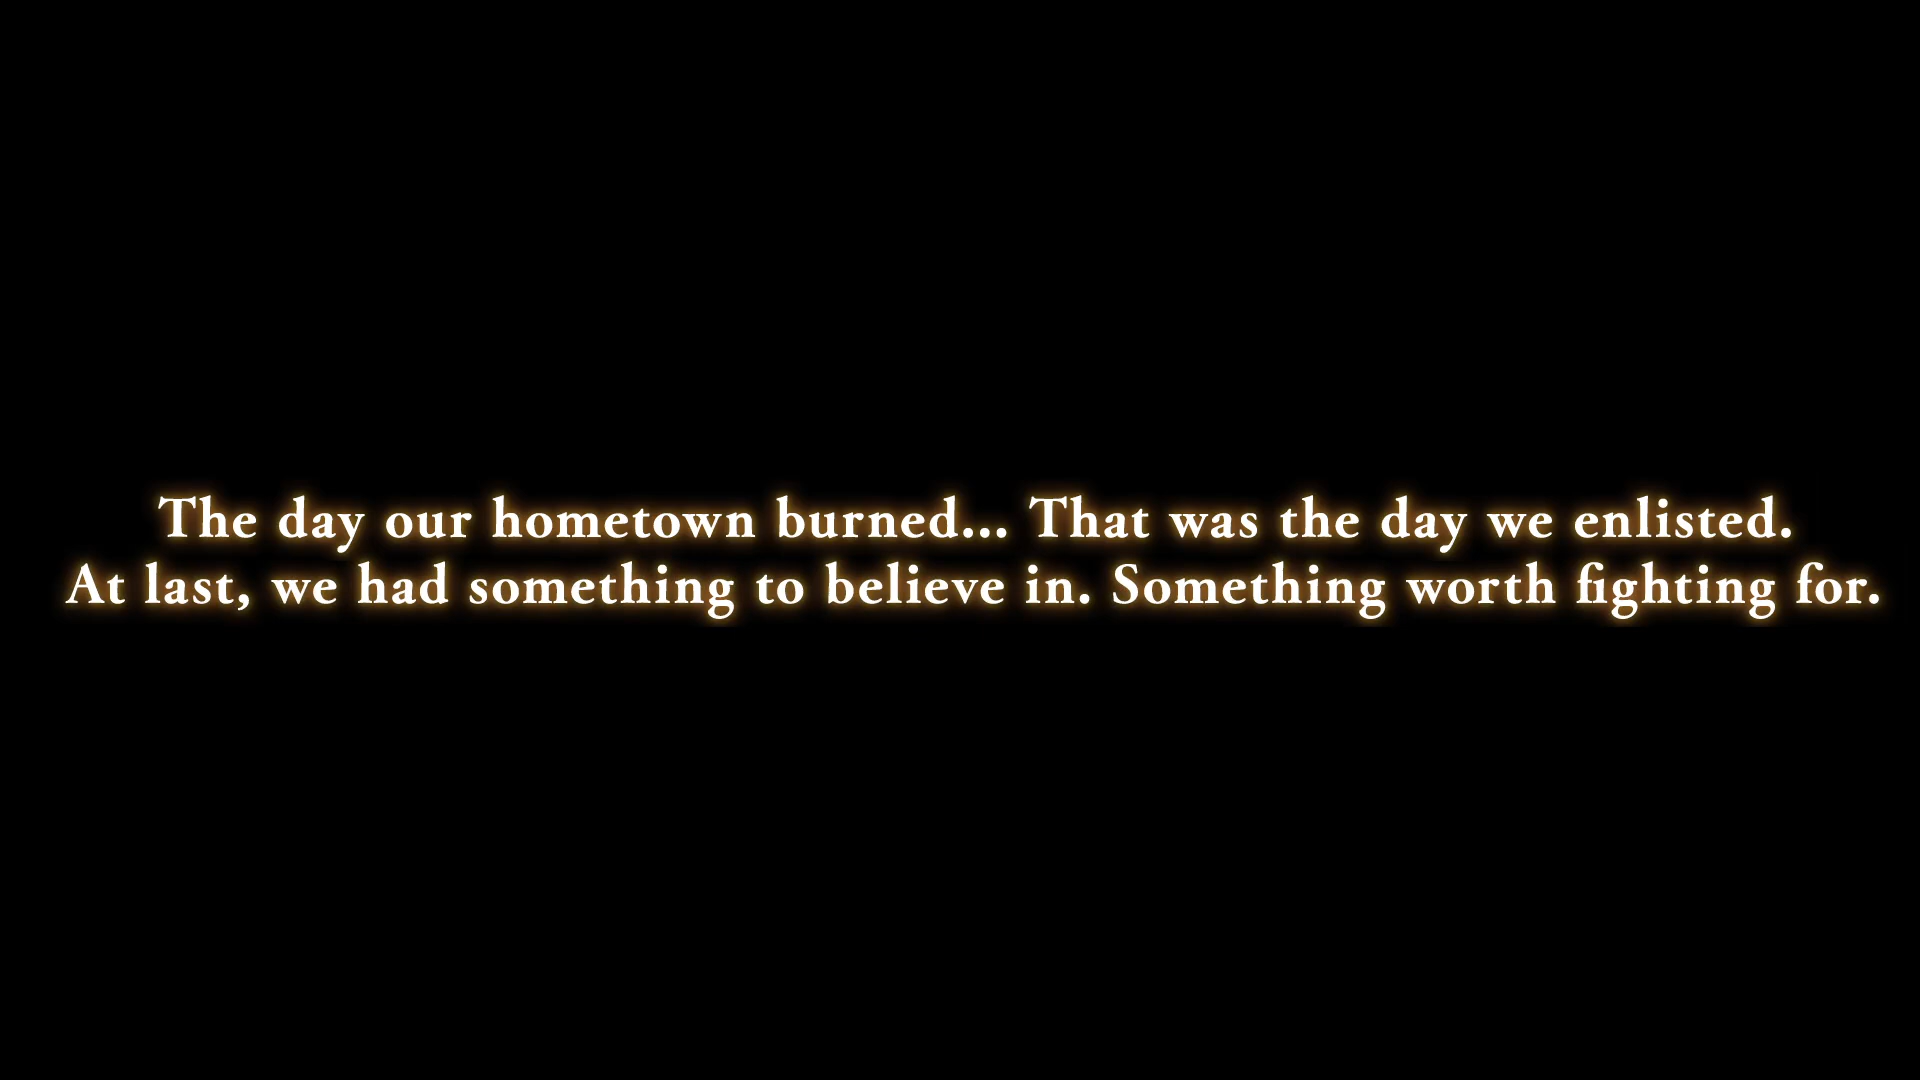 The day our hometown burned... That was the day we enlisted.
At last, we had something to believe in. Something worth fighting for.